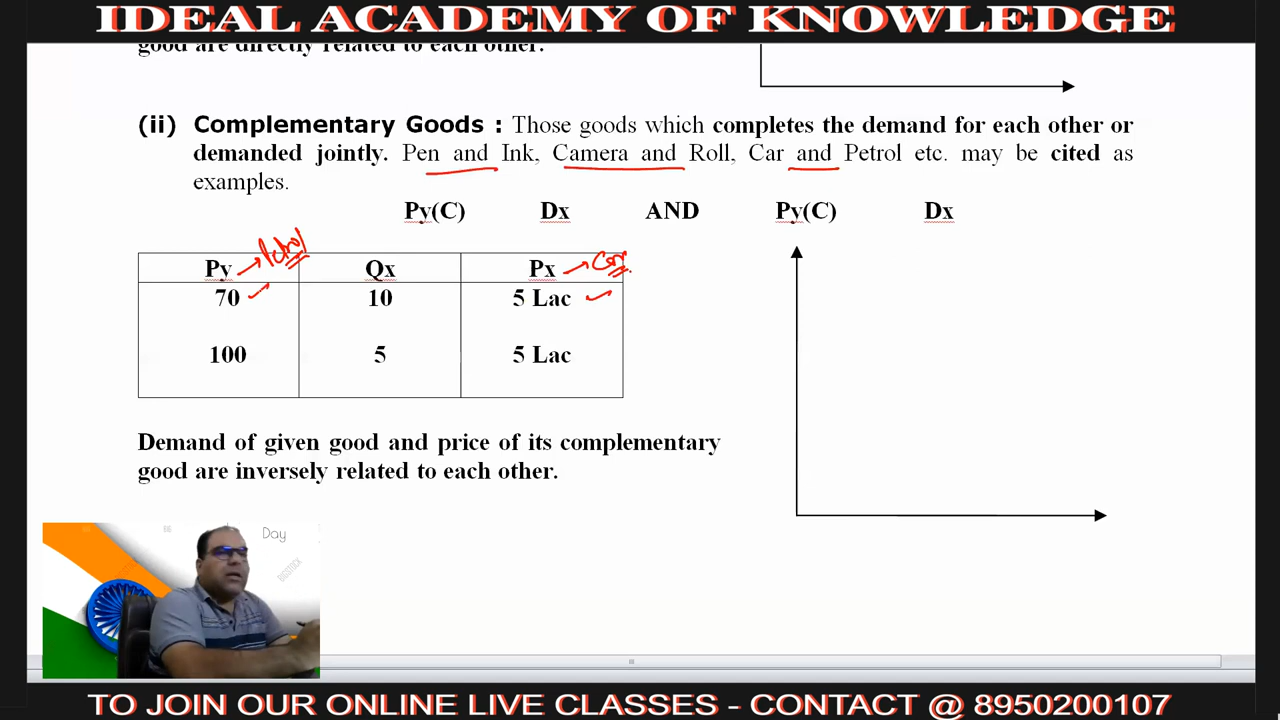 IDEAL ACADEMY OF KNOWLEDGE
good are directly related to each other.
(ii) Complementary Goods : Those goods which completes the demand for each other or
demanded jointly. Pen and Ink, Camera and Roll, Car and Petrol etc. may be cited as
examples.
Py(C) Dx AND Py(C) Dx
Py Petrol Qx Px Car
70 10 5 Lac
100 5 5 Lac
Demand of given good and price of its complementary
good are inversely related to each other.
Day
BIGSTOCK
TO JOIN OUR ONLINE LIVE CLASSES - CONTACT @ 8950200107